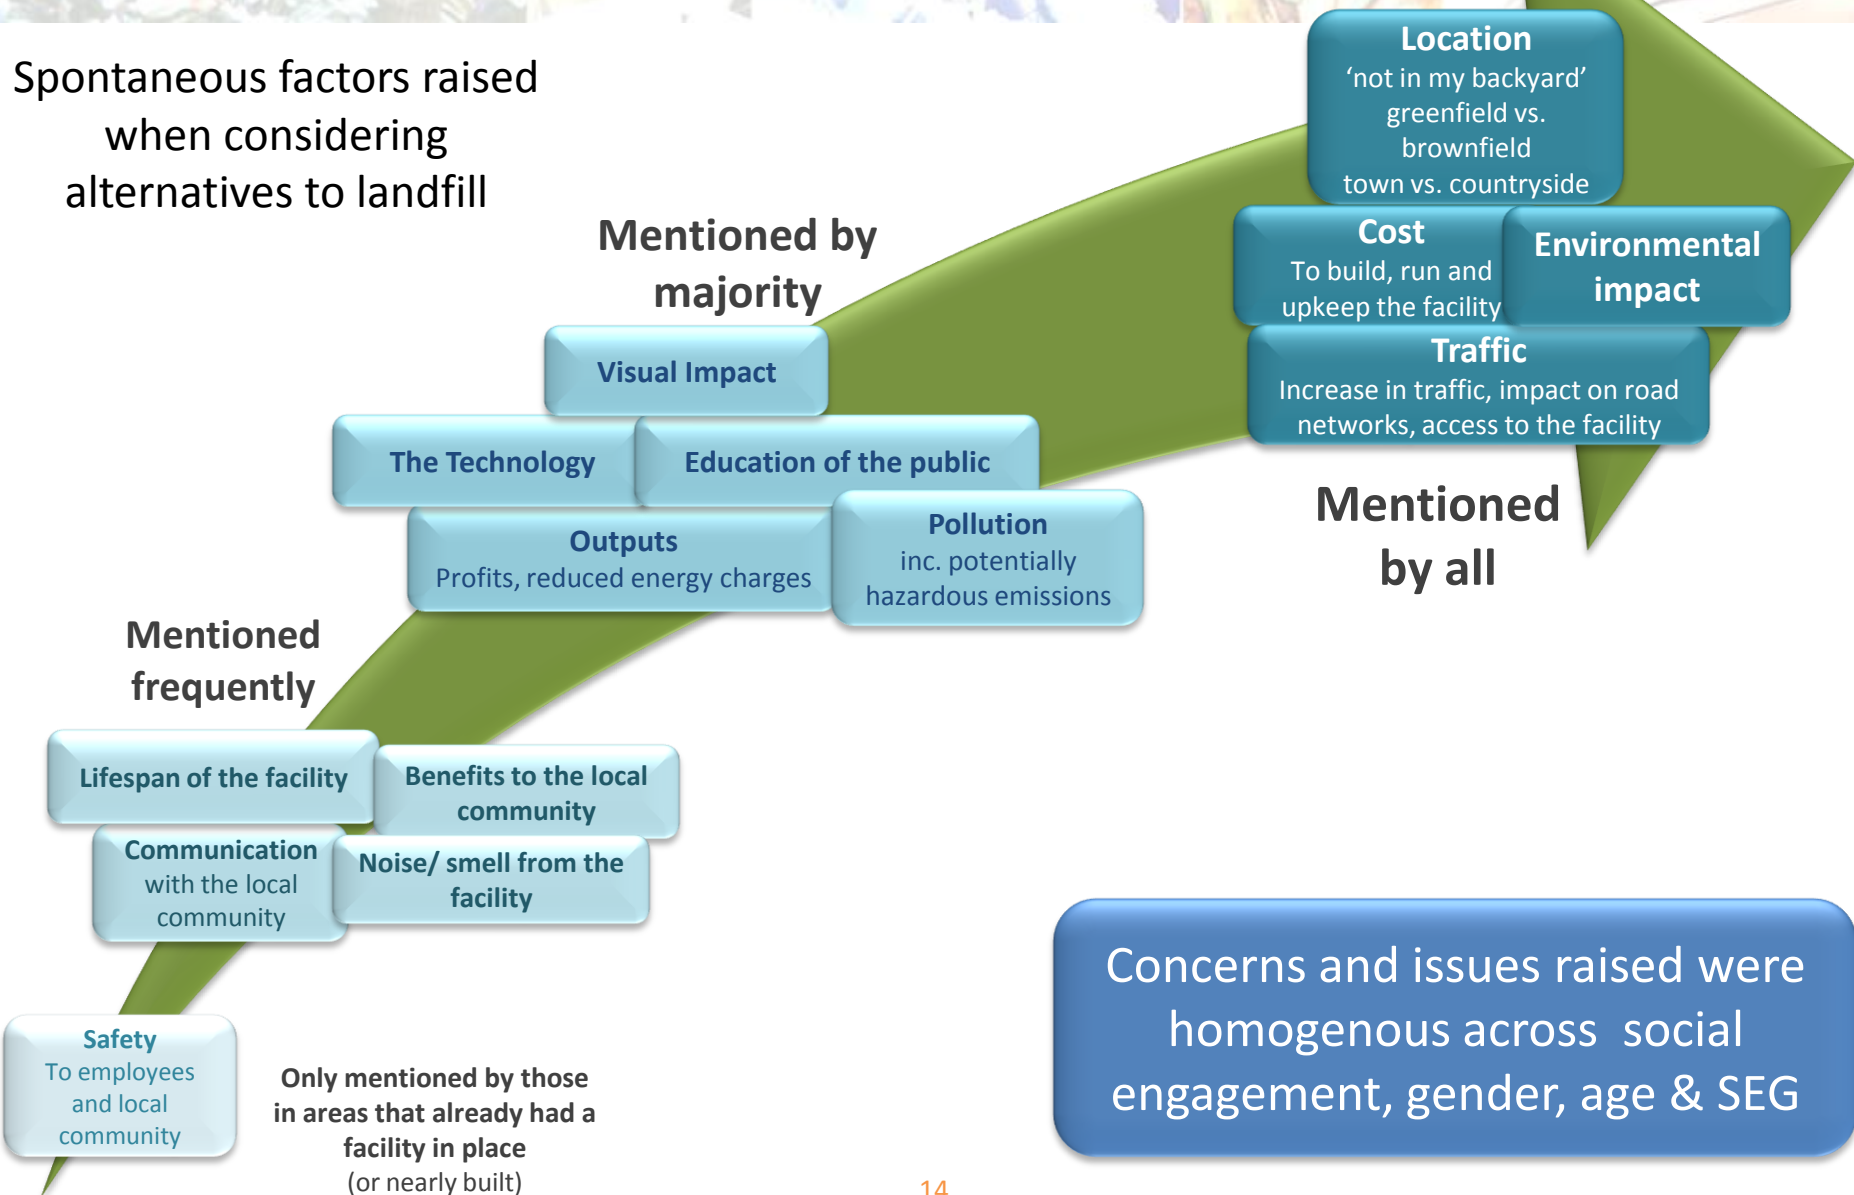 Spontaneous factors raised
when considering
alternatives to landfill
Location
‘not in my backyard’
greenfield vs.
brownfield
town vs. countryside
Cost
To build, run and
upkeep the facility
Environmental
impact
Traffic
Increase in traffic, impact on road
networks, access to the facility
Mentioned
by all
Mentioned by
majority
Visual Impact
The Technology
Education of the public
Outputs
Profits, reduced energy charges
Pollution
inc. potentially
hazardous emissions
Mentioned
frequently
Lifespan of the facility
Benefits to the local
community
Communication
with the local
community
Noise/ smell from the
facility
Safety
To employees
and local
community
Only mentioned by those
in areas that already had a
facility in place
(or nearly built)
Concerns and issues raised were
homogenous across  social
engagement, gender, age & SEG
14